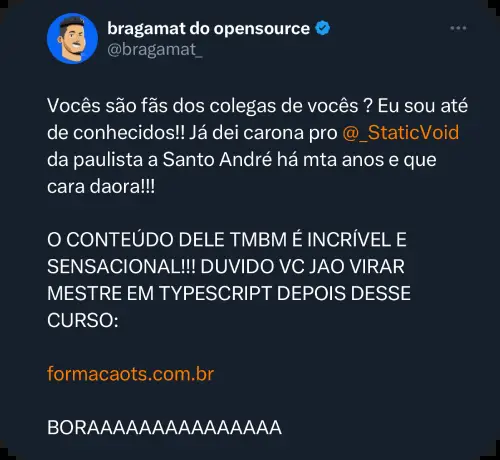 bragamat do opensource
@bragamat_
Vocês são fãs dos colegas de vocês ? Eu sou até
de conhecidos!! Já dei carona pro @_StaticVoid
da paulista a Santo André há mta anos e que
cara daora!!!
O CONTEÚDO DELE TMBM É INCRÍVEL E
SENSACIONAL!!! DUVIDO VC JAO VIRAR
MESTRE EM TYPESCRIPT DEPOIS DESSE
CURSO:
formacaots.com.br
BORAAAAAAAAAAAAAAA